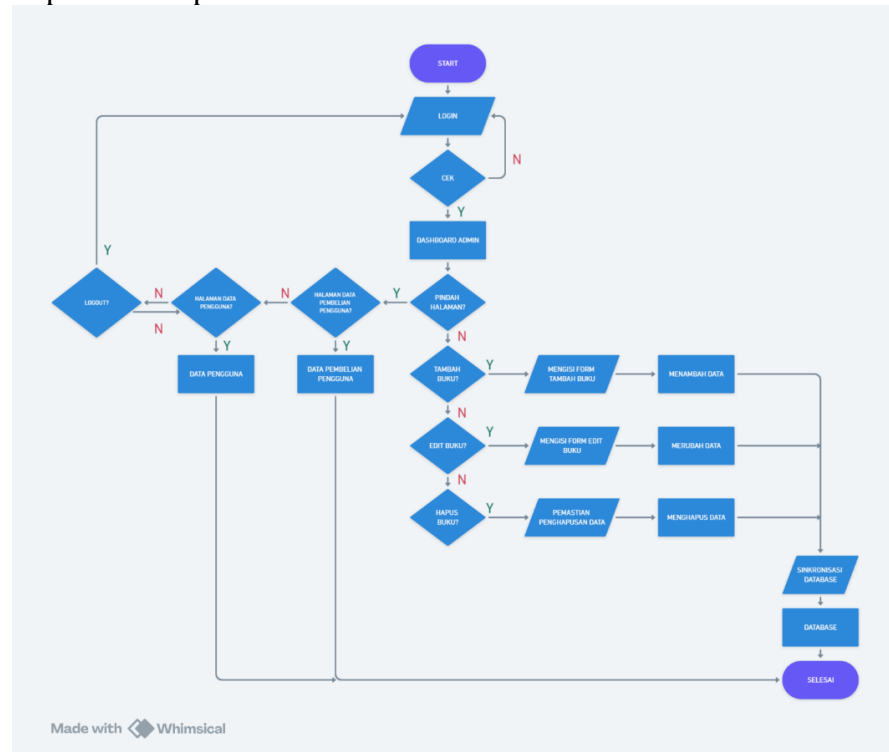 START
LOGIN
N
CEK
Y
DASHBOARD ADMIN
Y
LOGOUT?
N
N
HALAMAN DATA
PENGGUNA?
N
HALAMAN DATA
PEMBELIAN
PENGGUNA?
Y
PINDAH
HALAMAN?
Y
DATA PENGGUNA
Y
DATA PEMBELIAN
PENGGUNA
N
TAMBAH
BUKU?
Y
MENGISI FORM
TAMBAH BUKU
MENAMBAH DATA
N
EDIT BUKU?
Y
MENGISI FORM EDIT
BUKU
MERUBAH DATA
N
HAPUS
BUKU?
Y
PEMASTIAN
PENGHAPUSAN DATA
MENGHAPUS DATA
SINKRONISASI
DATABASE
DATABASE
SELESAI
Made with Whimsical